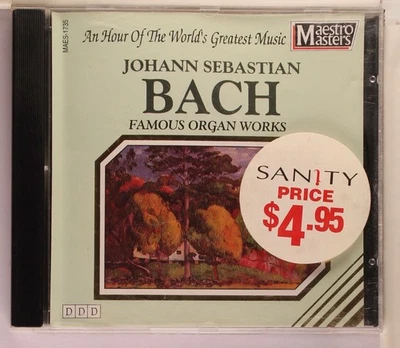 An Hour Of The World's Greatest Music
Maestro
Masters
MAES-1735
JOHANN SEBASTIAN
BACH
FAMOUS ORGAN WORKS
SANITY
PRICE
$4.95
DDD